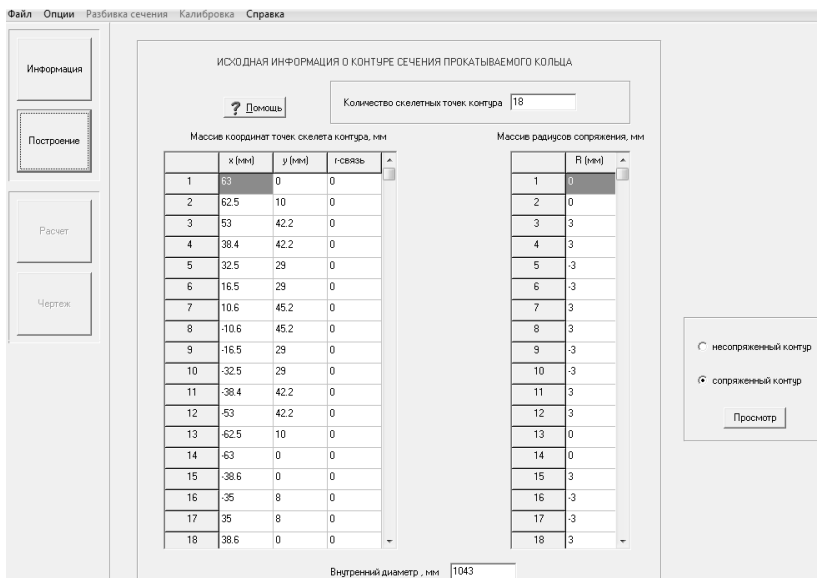 Файл Опции Разбивка сечения Калибровка Справка
Информация
Построение
Расчет
Чертеж
ИСХОДНАЯ ИНФОРМАЦИЯ О КОНТУРЕ СЕЧЕНИЯ ПРОКАТЫВАЕМОГО КОЛЬЦА
? Помощь
Количество скелетных точек контура 18
Массив координат точек скелета контура, мм
x (мм) y (мм) r-связь
1 63 0 0
2 62.5 10 0
3 53 42.2 0
4 38.4 42.2 0
5 32.5 29 0
6 16.5 29 0
7 10.6 45.2 0
8 -10.6 45.2 0
9 -16.5 29 0
10 -32.5 29 0
11 -38.4 42.2 0
12 -53 42.2 0
13 -62.5 10 0
14 -63 0 0
15 -38.6 0 0
16 -35 8 0
17 35 8 0
18 38.6 0 0
Массив радиусов сопряжения, мм
R (мм)
1 0
2 0
3 3
4 3
5 -3
6 -3
7 3
8 3
9 -3
10 -3
11 3
12 3
13 0
14 0
15 3
16 -3
17 -3
18 3
несопряженный контур
сопряженный контур
Просмотр
Внутренний диаметр , мм 1043